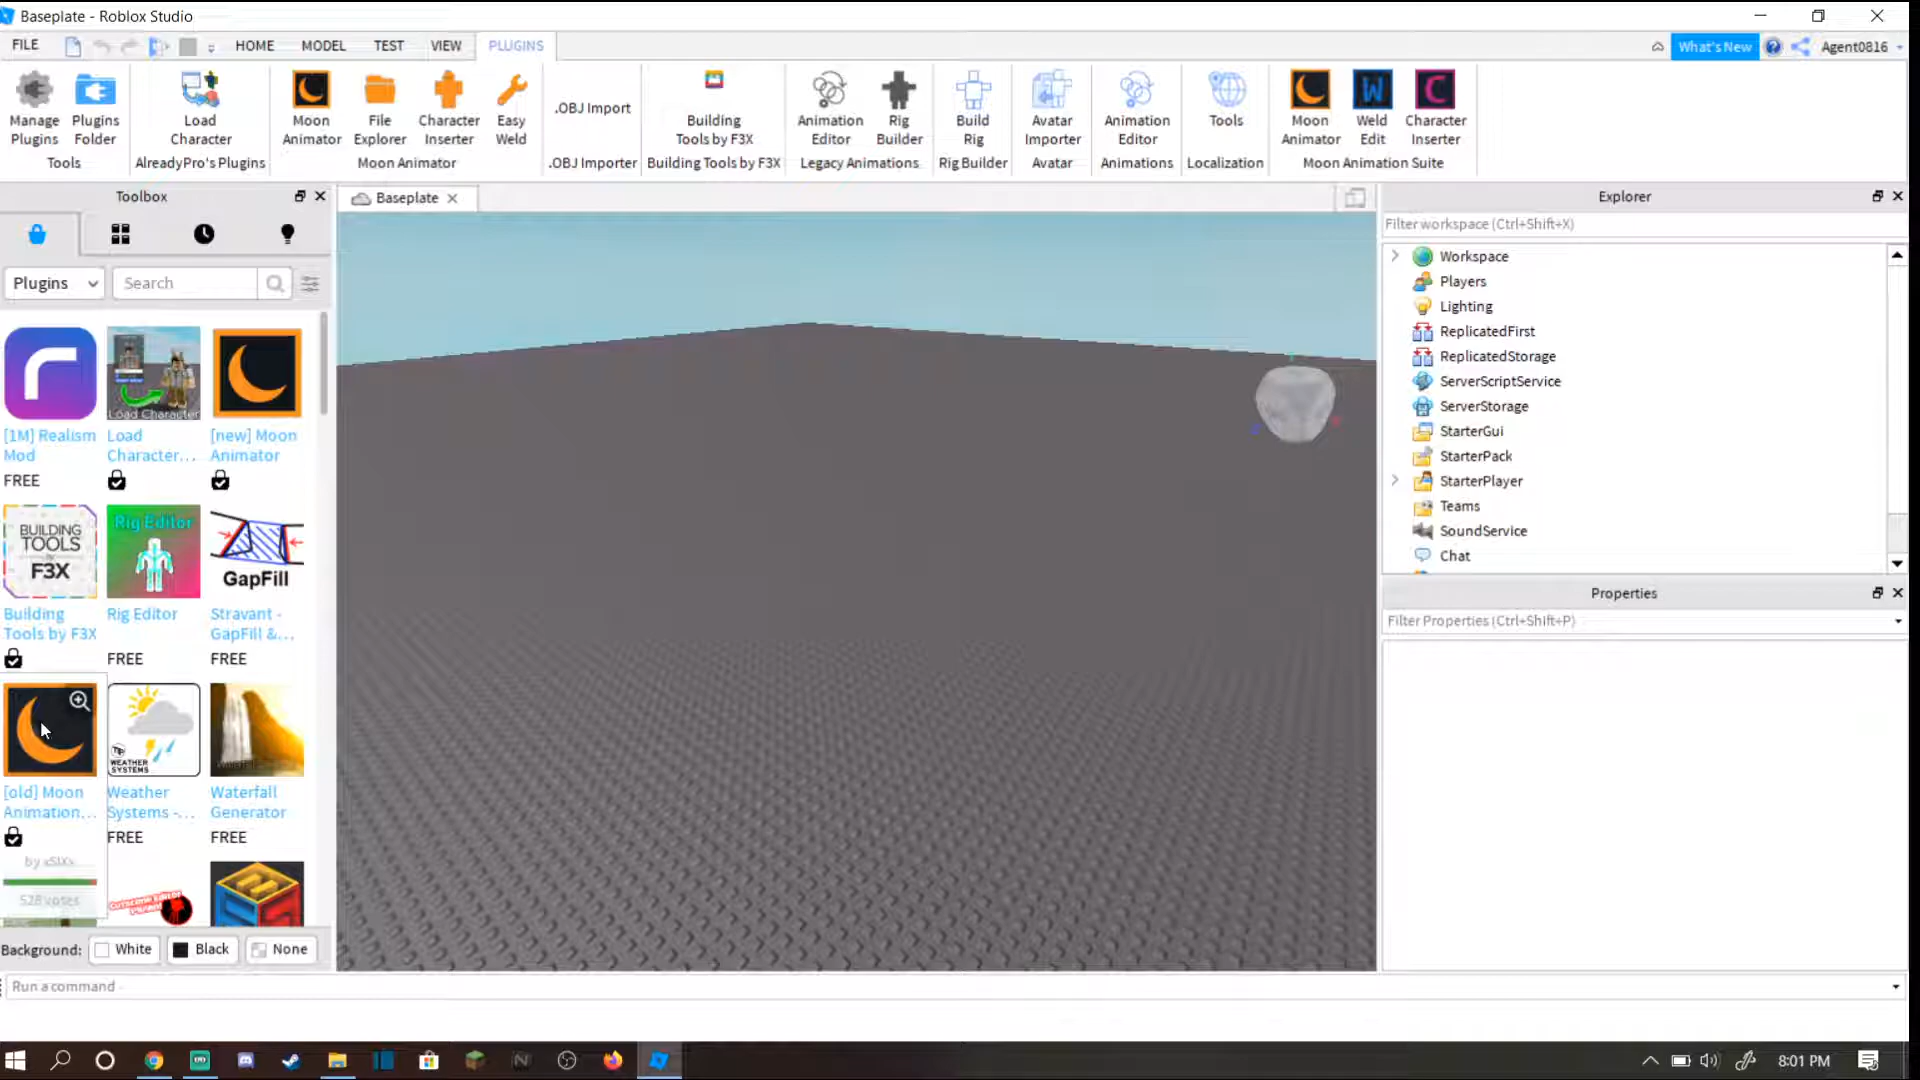 Baseplate - Roblox Studio
FILE HOME MODEL TEST VIEW PLUGINS What's New Agent0816
Manage Plugins
Plugins Folder
Tools
Load Character
AlreadyPro's Plugins
Moon Animator
File Explorer
Character Inserter
Easy Weld
Moon Animator
.OBJ Import
.OBJ Importer
Building Tools by F3X
Building Tools by F3X
Animation Editor
Rig Builder
Legacy Animations
Build Rig
Rig Builder
Avatar Importer
Avatar
Animation Editor
Animations
Tools
Localization
Moon Animator
Weld Edit
Character Inserter
Moon Animation Suite
Toolbox
Plugins Search
[1M] Realism Mod
FREE
Load Character
Load Character...
[new] Moon Animator
BUILDING TOOLS by F3X
Building Tools by F3X
Rig Editor
Rig Editor
FREE
GapFill
Stravant - GapFill &...
FREE
[old] Moon Animation...
by xSIXx
528 votes
WEATHER SYSTEMS
Weather Systems -...
FREE
Waterfall Generator
FREE
Background: White Black None
Run a command
Baseplate
Explorer
Filter workspace (Ctrl+Shift+X)
Workspace
Players
Lighting
ReplicatedFirst
ReplicatedStorage
ServerScriptService
ServerStorage
StarterGui
StarterPack
StarterPlayer
Teams
SoundService
Chat
Properties
Filter Properties (Ctrl+Shift+P)
8:01 PM